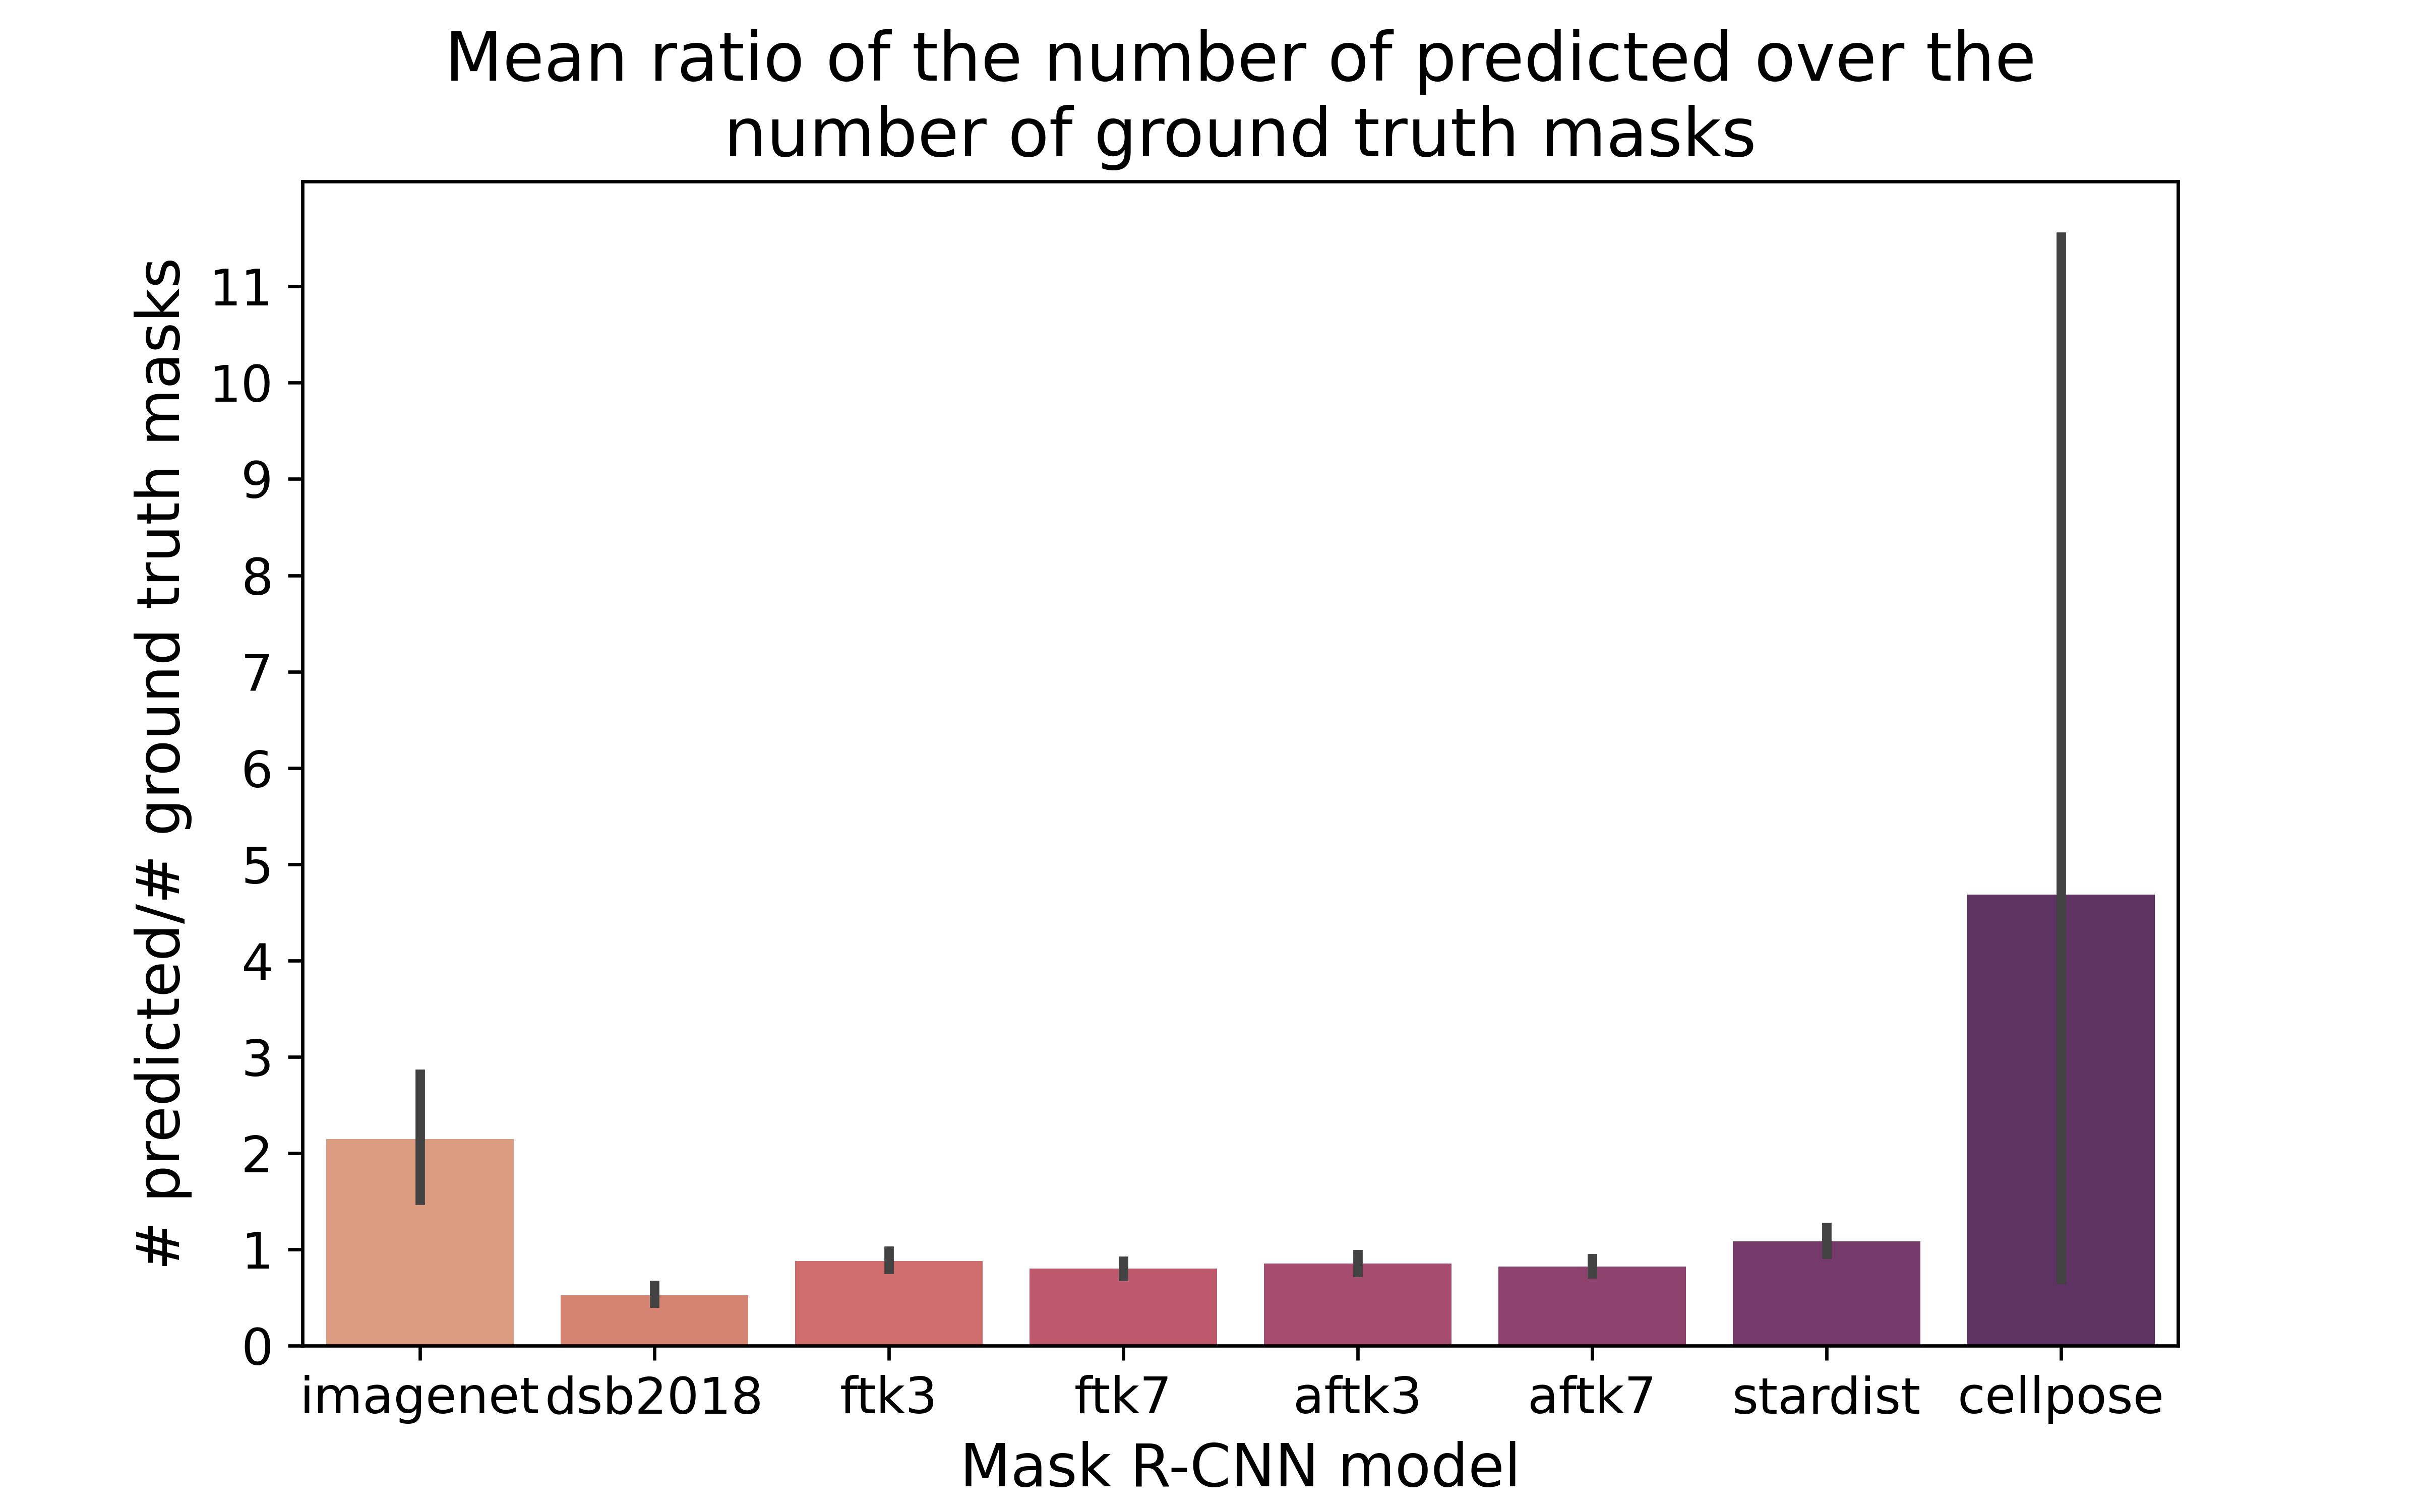 Mean ratio of the number of predicted over the
number of ground truth masks
# predicted/# ground truth masks
11
10
9
8
7
6
5
4
3
2
1
0
imagenet dsb2018 ftk3 ftk7 aftk3 aftk7 stardist cellpose
Mask R-CNN model